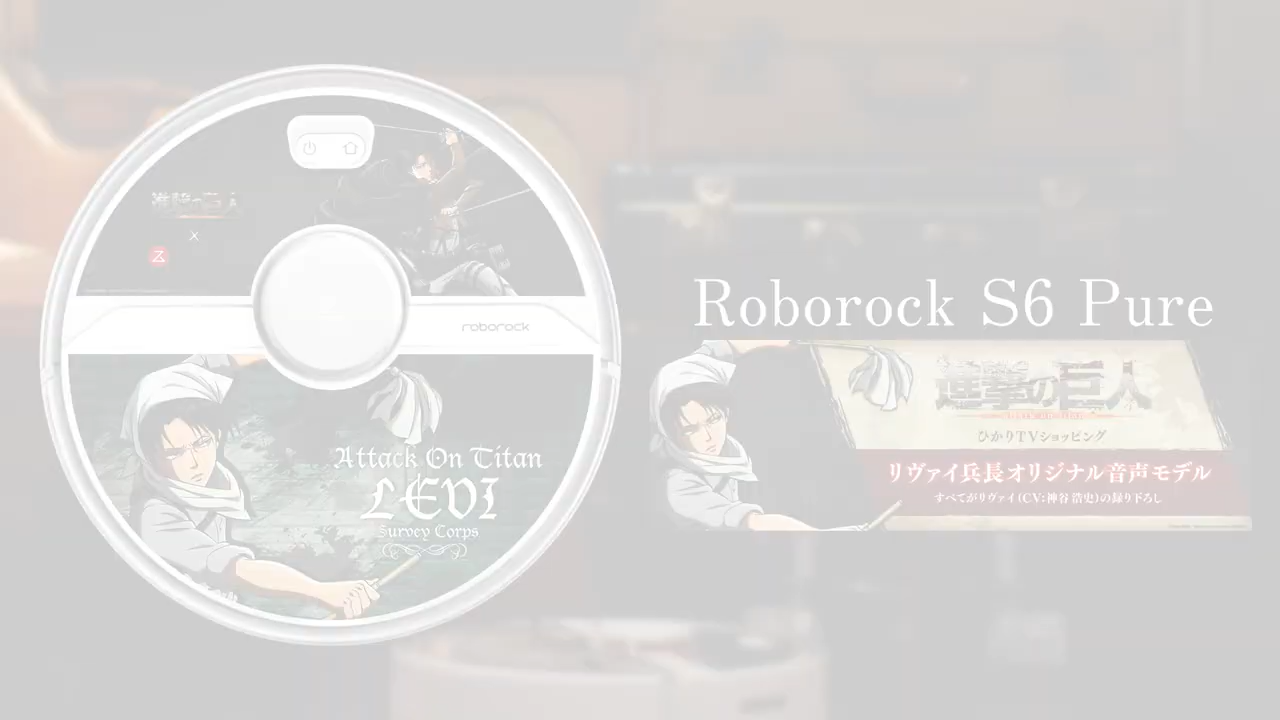 進撃の巨人
×
roborock
Attack On Titan
LEVI
Survey Corps
Roborock S6 Pure
進撃の巨人
ひかりTVショッピング
リヴァイ兵長オリジナル音声モデル
すべてがリヴァイ（CV:神谷 浩史）の録り下ろし